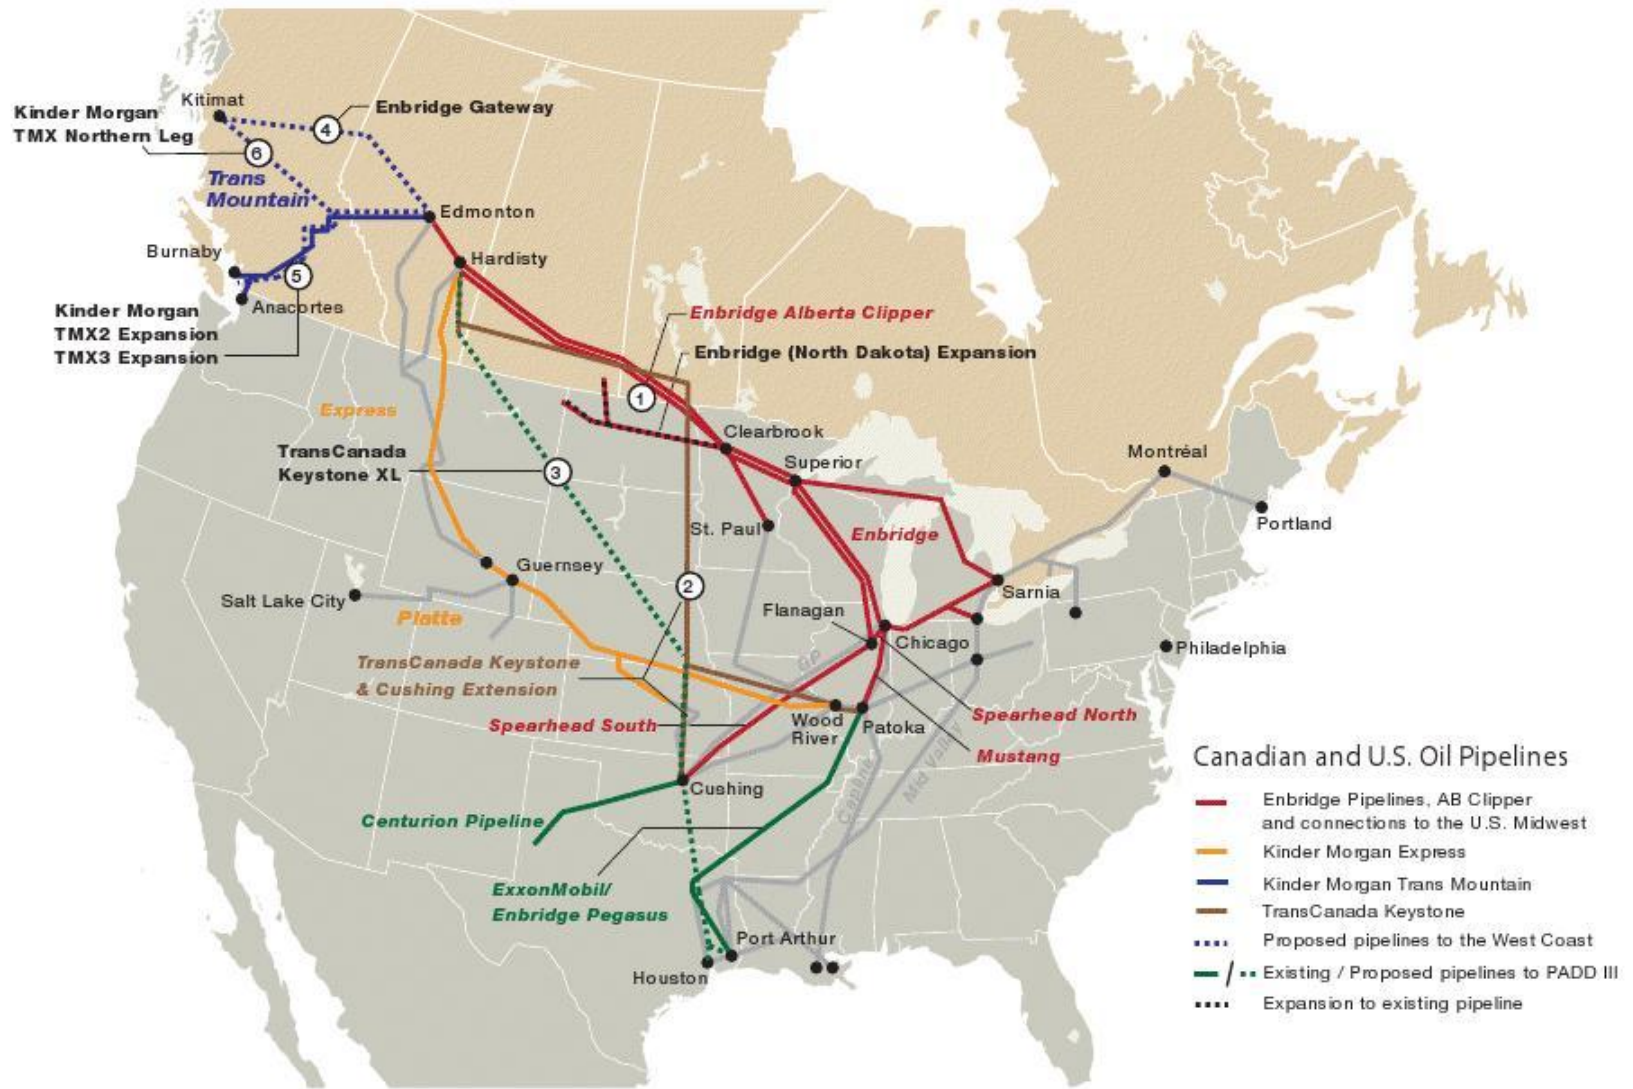 Kitimat
Kinder Morgan
TMX Northern Leg
4
Enbridge Gateway
6
Trans
Mountain
Edmonton
Burnaby
Hardisty
5
Anacortes
Kinder Morgan
TMX2 Expansion
TMX3 Expansion
Enbridge Alberta Clipper
Enbridge (North Dakota) Expansion
1
Express
Clearbrook
TransCanada
Keystone XL
3
Superior
Montréal
St. Paul
Enbridge
Portland
Guernsey
Salt Lake City
2
Sarnia
Platte
Flanagan
Chicago
Philadelphia
GP
TransCanada Keystone
& Cushing Extension
Spearhead South
Wood
River
Patoka
Spearhead North
Mustang
Cushing
Capline
Mid Valley
Centurion Pipeline
ExxonMobil/
Enbridge Pegasus
Port Arthur
Houston
Canadian and U.S. Oil Pipelines
Enbridge Pipelines, AB Clipper
and connections to the U.S. Midwest
Kinder Morgan Express
Kinder Morgan Trans Mountain
TransCanada Keystone
Proposed pipelines to the West Coast
/ Existing / Proposed pipelines to PADD III
Expansion to existing pipeline